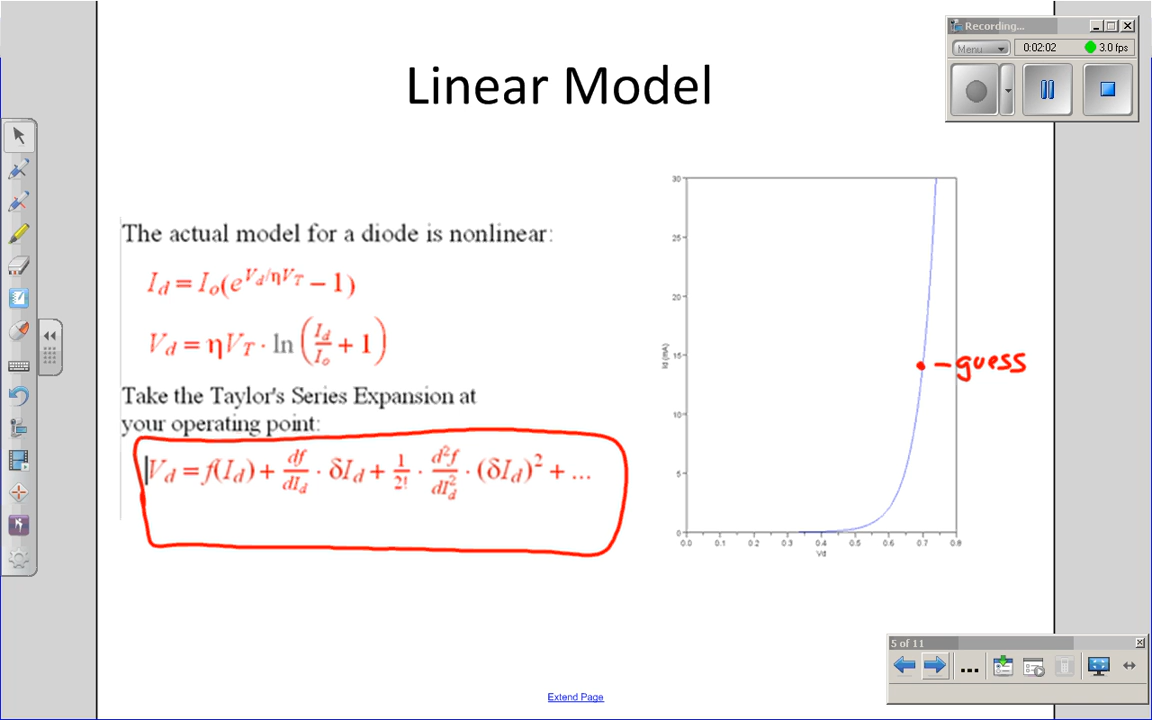 Linear Model
Recording...
Menu
0:02:02
3.0 fps
The actual model for a diode is nonlinear:
I_d = I_o(e^{V_d/ηV_T} − 1)
V_d = ηV_T · ln(I_d/I_o + 1)
Take the Taylor's Series Expansion at
your operating point:
V_d = f(I_d) + df/dI_d · δI_d + 1/2! · d²f/dI_d² · (δI_d)² + ...
30
25
20
15
10
5
0
Id (mA)
guess
0.0 0.1 0.2 0.3 0.4 0.5 0.6 0.7 0.8
Vd
5 of 11
Extend Page